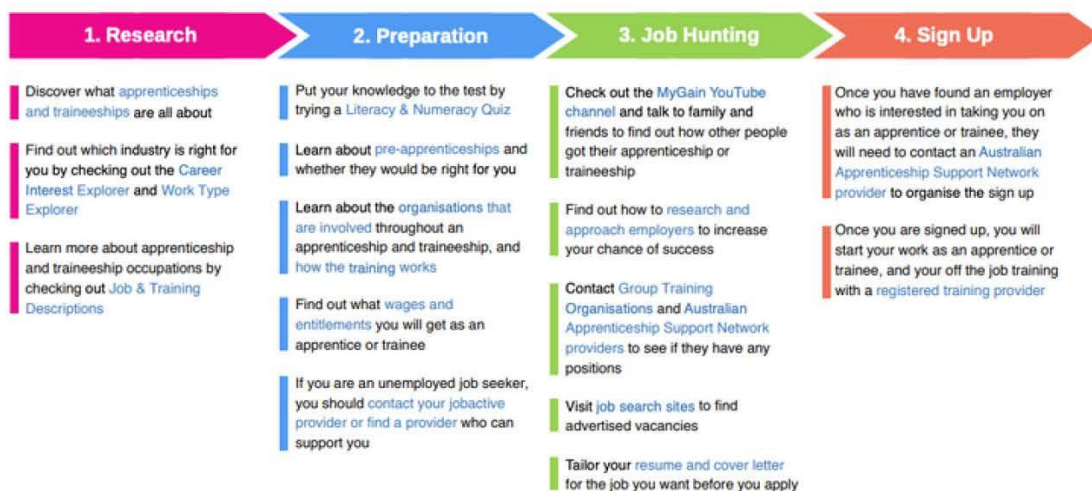 1. Research
Discover what apprenticeships
and traineeships are all about
Find out which industry is right for
you by checking out the Career
Interest Explorer and Work Type
Explorer
Learn more about apprenticeship
and traineeship occupations by
checking out Job & Training
Descriptions
2. Preparation
Put your knowledge to the test by
trying a Literacy & Numeracy Quiz
Learn about pre-apprenticeships and
whether they would be right for you
Learn about the organisations that
are involved throughout an
apprenticeship and traineeship, and
how the training works
Find out what wages and
entitlements you will get as an
apprentice or trainee
If you are an unemployed job seeker,
you should contact your jobactive
provider or find a provider who can
support you
3. Job Hunting
Check out the MyGain YouTube
channel and talk to family and
friends to find out how other people
got their apprenticeship or
traineeship
Find out how to research and
approach employers to increase
your chance of success
Contact Group Training
Organisations and Australian
Apprenticeship Support Network
providers to see if they have any
positions
Visit job search sites to find
advertised vacancies
Tailor your resume and cover letter
for the job you want before you apply
4. Sign Up
Once you have found an employer
who is interested in taking you on
as an apprentice or trainee, they
will need to contact an Australian
Apprenticeship Support Network
provider to organise the sign up
Once you are signed up, you will
start your work as an apprentice or
trainee, and your off the job training
with a registered training provider